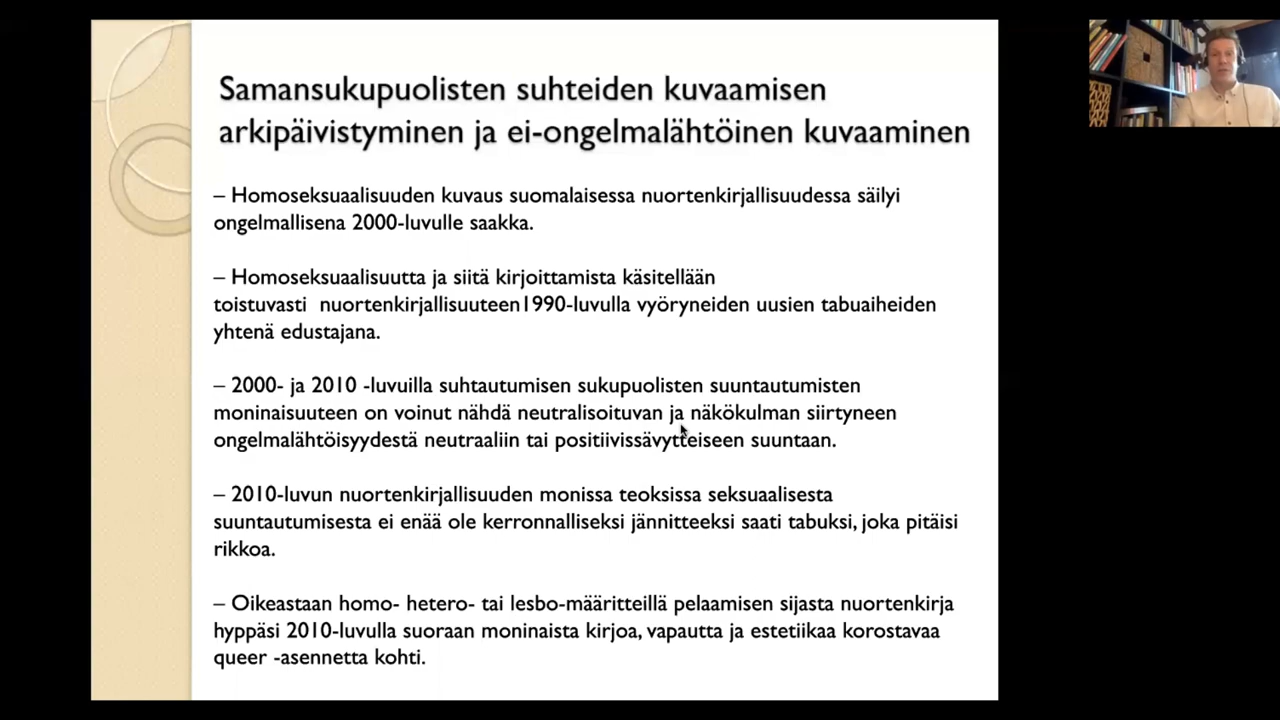 Samansukupuolisten suhteiden kuvaamisen
arkipäivistyminen ja ei-ongelmalähtöinen kuvaaminen
– Homoseksuaalisuuden kuvaus suomalaisessa nuortenkirjallisuudessa säilyi
ongelmallisena 2000-luvulle saakka.
– Homoseksuaalisuutta ja siitä kirjoittamista käsitellään
toistuvasti  nuortenkirjallisuuteen1990-luvulla vyöryneiden uusien tabuaiheiden
yhtenä edustajana.
– 2000- ja 2010 -luvuilla suhtautumisen sukupuolisten suuntautumisten
moninaisuuteen on voinut nähdä neutralisoituvan ja näkökulman siirtyneen
ongelmalähtöisyydestä neutraaliin tai positiivissävytteiseen suuntaan.
– 2010-luvun nuortenkirjallisuuden monissa teoksissa seksuaalisesta
suuntautumisesta ei enää ole kerronnalliseksi jännitteeksi saati tabuksi, joka pitäisi
rikkoa.
– Oikeastaan homo- hetero- tai lesbo-määritteillä pelaamisen sijasta nuortenkirja
hyppäsi 2010-luvulla suoraan moninaista kirjoa, vapautta ja estetiikaa korostavaa
queer -asennetta kohti.